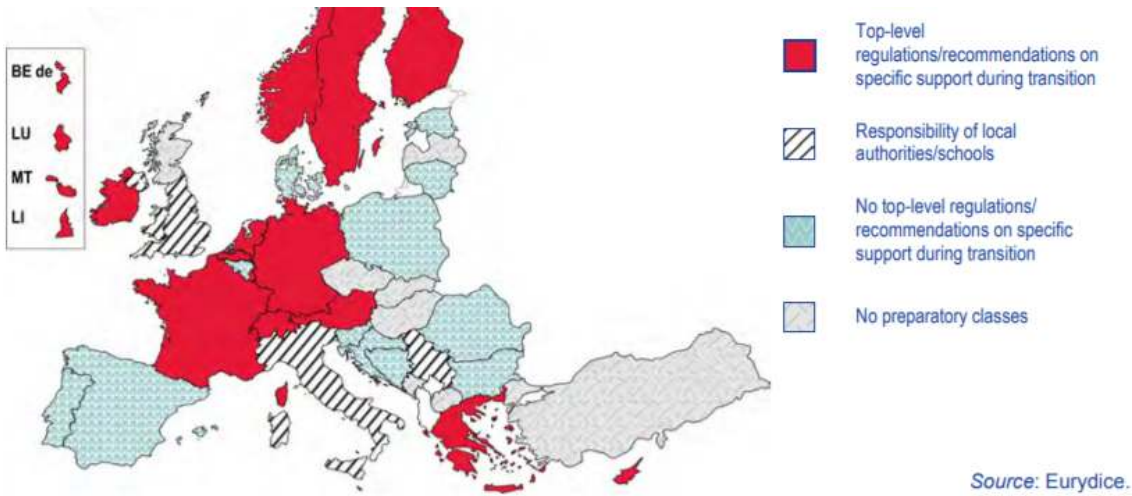 BE de
LU
MT
LI
Top-level
regulations/recommendations on
specific support during transition
Responsibility of local
authorities/schools
No top-level regulations/
recommendations on specific
support during transition
No preparatory classes
Source: Eurydice.